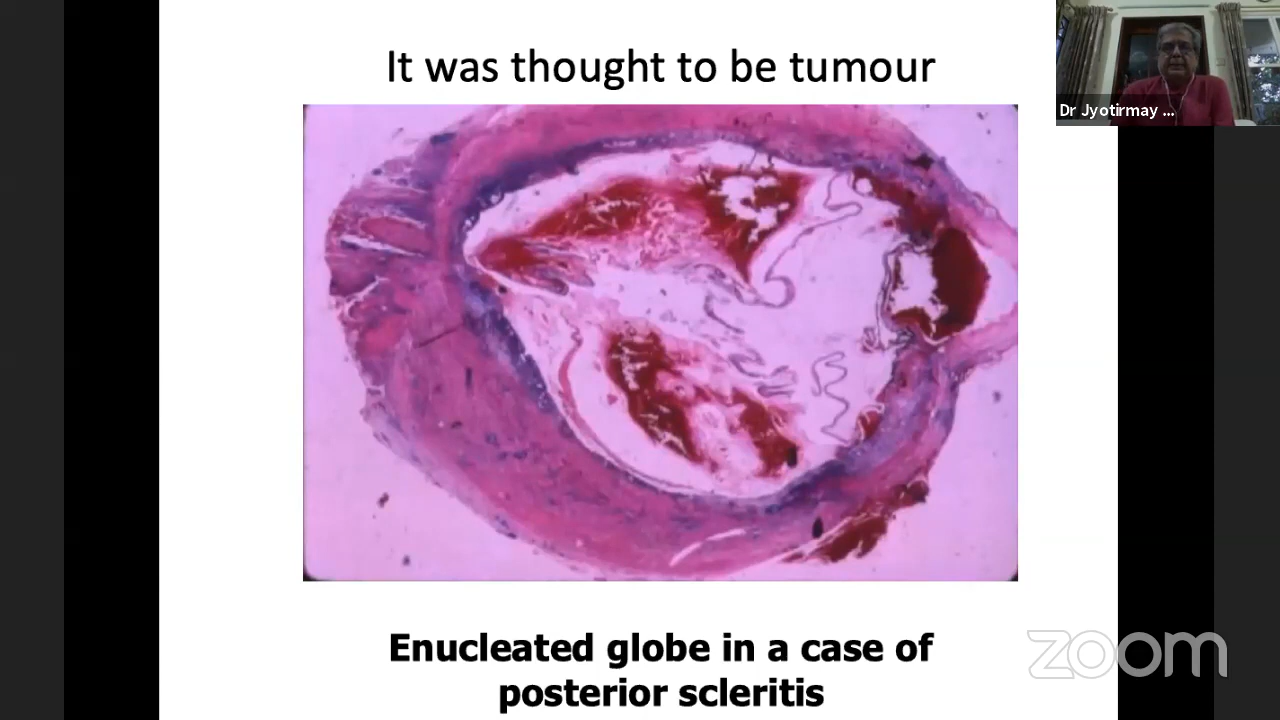 It was thought to be tumour
Dr Jyotirmay ...
Enucleated globe in a case of
posterior scleritis
zoom